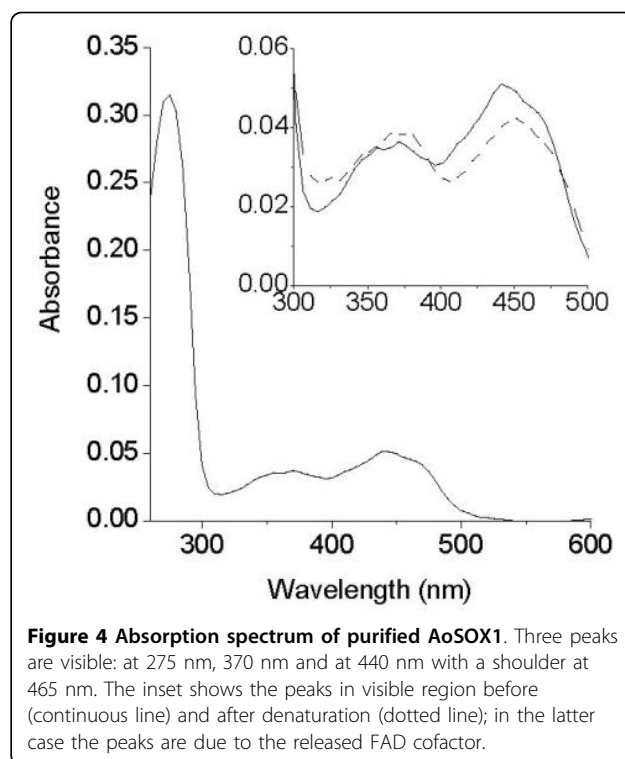 0.35
0.30
0.25
0.20
0.15
0.10
0.05
0.00
Absorbance
300 400 500 600
Wavelength (nm)
0.06
0.04
0.02
0.00
300 350 400 450 500
Figure 4 Absorption spectrum of purified AoSOX1. Three peaks
are visible: at 275 nm, 370 nm and at 440 nm with a shoulder at
465 nm. The inset shows the peaks in visible region before
(continuous line) and after denaturation (dotted line); in the latter
case the peaks are due to the released FAD cofactor.